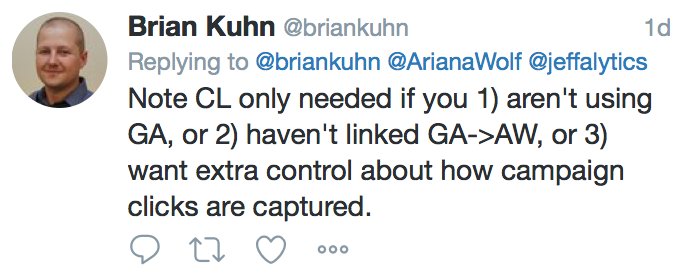 Brian Kuhn @briankuhn 1d
Replying to @briankuhn @ArianaWolf @jeffalytics
Note CL only needed if you 1) aren't using
GA, or 2) haven't linked GA->AW, or 3)
want extra control about how campaign
clicks are captured.